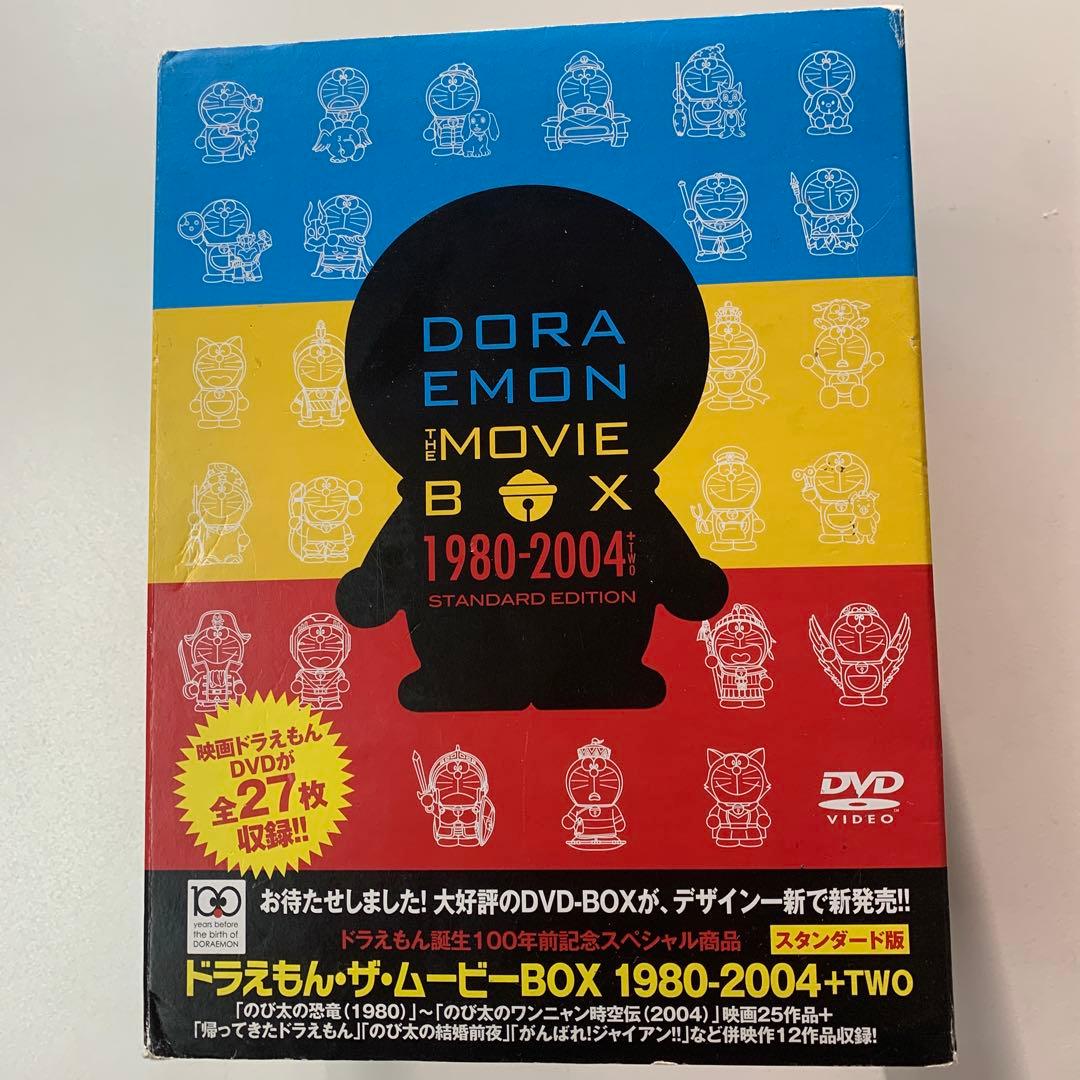 DORA
EMON
THE MOVIE
BOX
1980-2004 +TWO
STANDARD EDITION
映画ドラえもん
DVDが
全27枚
収録!!
DVD
VIDEO
100
years before
the birth of
DORAEMON
お待たせしました!大好評のDVD-BOXが、デザイン一新で新発売!!
ドラえもん誕生100年前記念スペシャル商品 スタンダード版
ドラえもん・ザ・ムービーBOX 1980-2004+TWO
「のび太の恐竜(1980)」~「のび太のワンニャン時空伝(2004)」映画25作品+
「帰ってきたドラえもん」「のび太の結婚前夜」「がんばれ!ジャイアン!!」など併映作12作品収録!